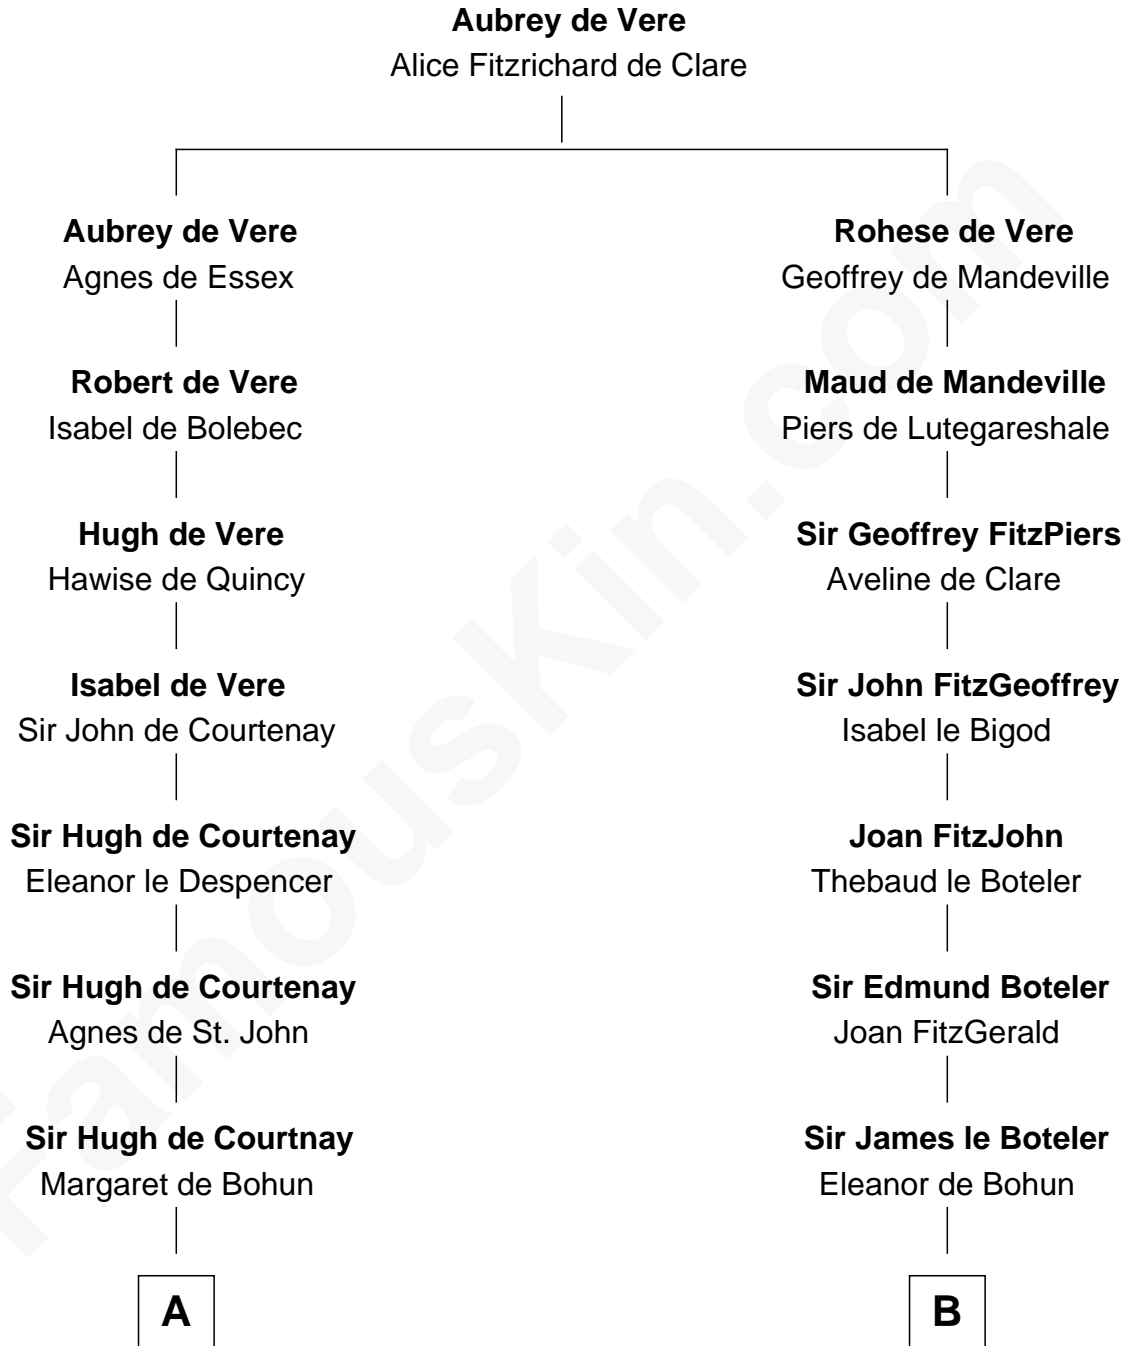 Aubrey de Vere
Alice Fitzrichard de Clare
Aubrey de Vere
Agnes de Essex
Rohese de Vere
Geoffrey de Mandeville
Robert de Vere
Isabel de Bolebec
Maud de Mandeville
Piers de Lutegareshale
Hugh de Vere
Hawise de Quincy
Sir Geoffrey FitzPiers
Aveline de Clare
Isabel de Vere
Sir John de Courtenay
Sir John FitzGeoffrey
Isabel le Bigod
Sir Hugh de Courtenay
Eleanor le Despencer
Joan FitzJohn
Thebaud le Boteler
Sir Hugh de Courtenay
Agnes de St. John
Sir Edmund Boteler
Joan FitzGerald
Sir Hugh de Courtnay
Margaret de Bohun
Sir James le Boteler
Eleanor de Bohun
A
B
FamousKin.com